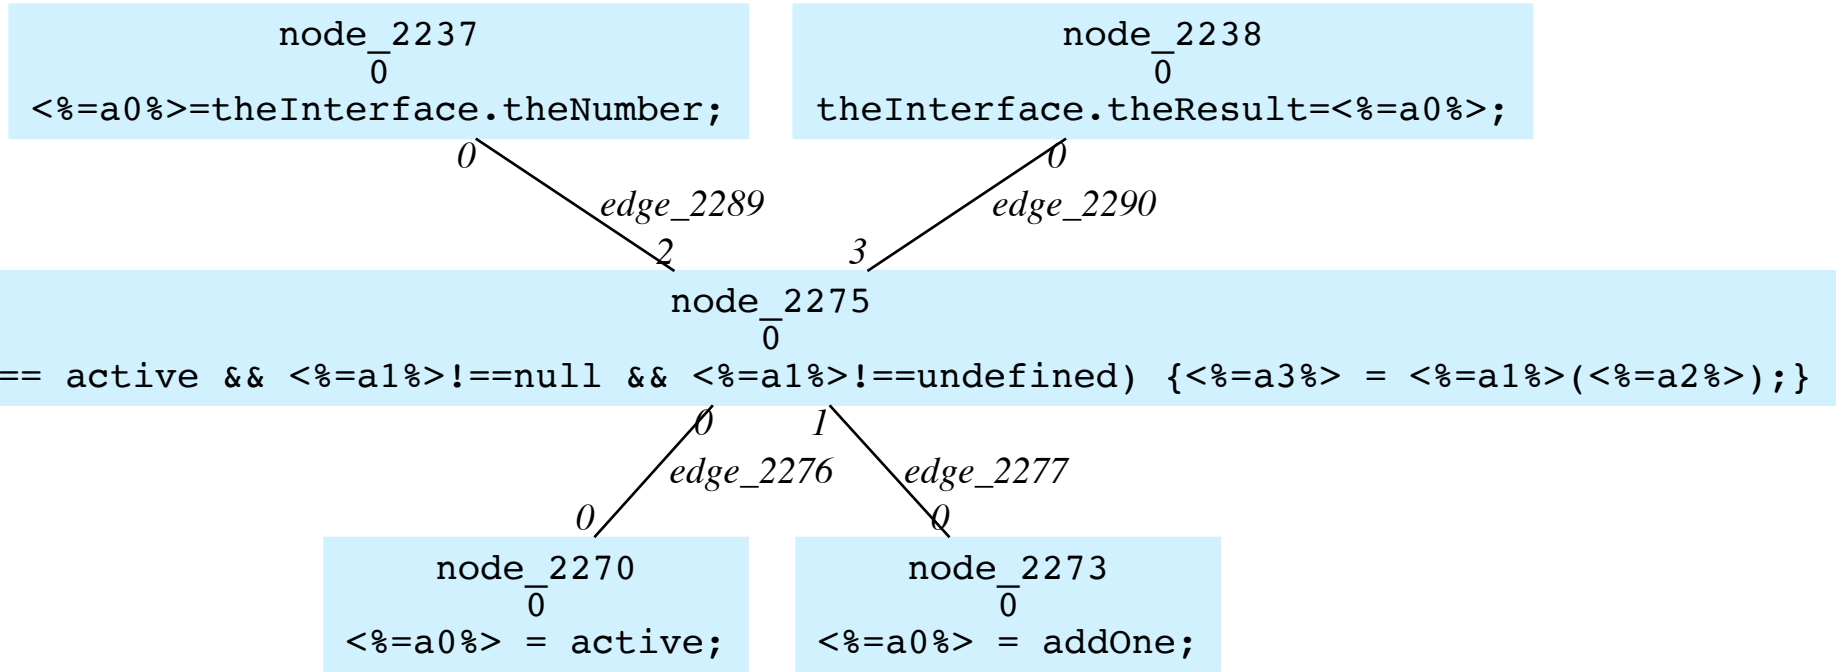 node_2237
0
<%=a0%>=theInterface.theNumber;
node_2238
0
theInterface.theResult=<%=a0%>;
0
0
edge_2289
edge_2290
2
3
node_2275
0
== active && <%=a1%>!==null && <%=a1%>!==undefined) {<%=a3%> = <%=a1%>(<%=a2%>);}
0
1
edge_2276
edge_2277
0
0
node_2270
0
<%=a0%> = active;
node_2273
0
<%=a0%> = addOne;